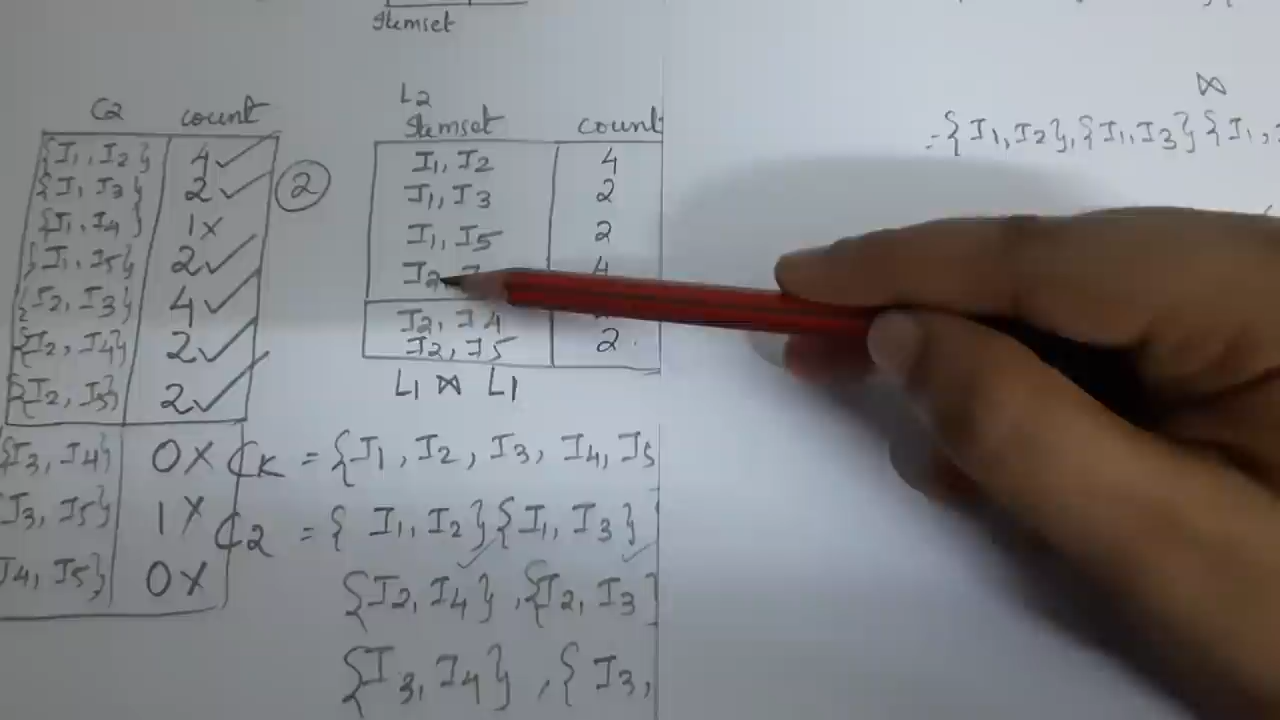 Itemset
C2 count
{I1, I2} 4 ✓
{I1, I3} 2 ✓
{I1, I4} 1 x
{I1, I5} 2 ✓
{I2, I3} 4 ✓
{I2, I4} 2 ✓
{I2, I5} 2 ✓
{I3, I4} 0 X
I3, I5} 1 X
I4, I5} 0 X
2
L2
Itemset count
I1, I2 4
I1, I3 2
I1, I5 2
I2, 4
I2, I4
I2, I5 2
L1 ⋈ L1
CK = {I1, I2, I3, I4, I5
C2 = { I1, I2} {I1, I3}
{I2, I4}, {I2, I3}
{I3, I4}, {I3,
⋈
= {I1, I2}, {I1, I3} {I1,